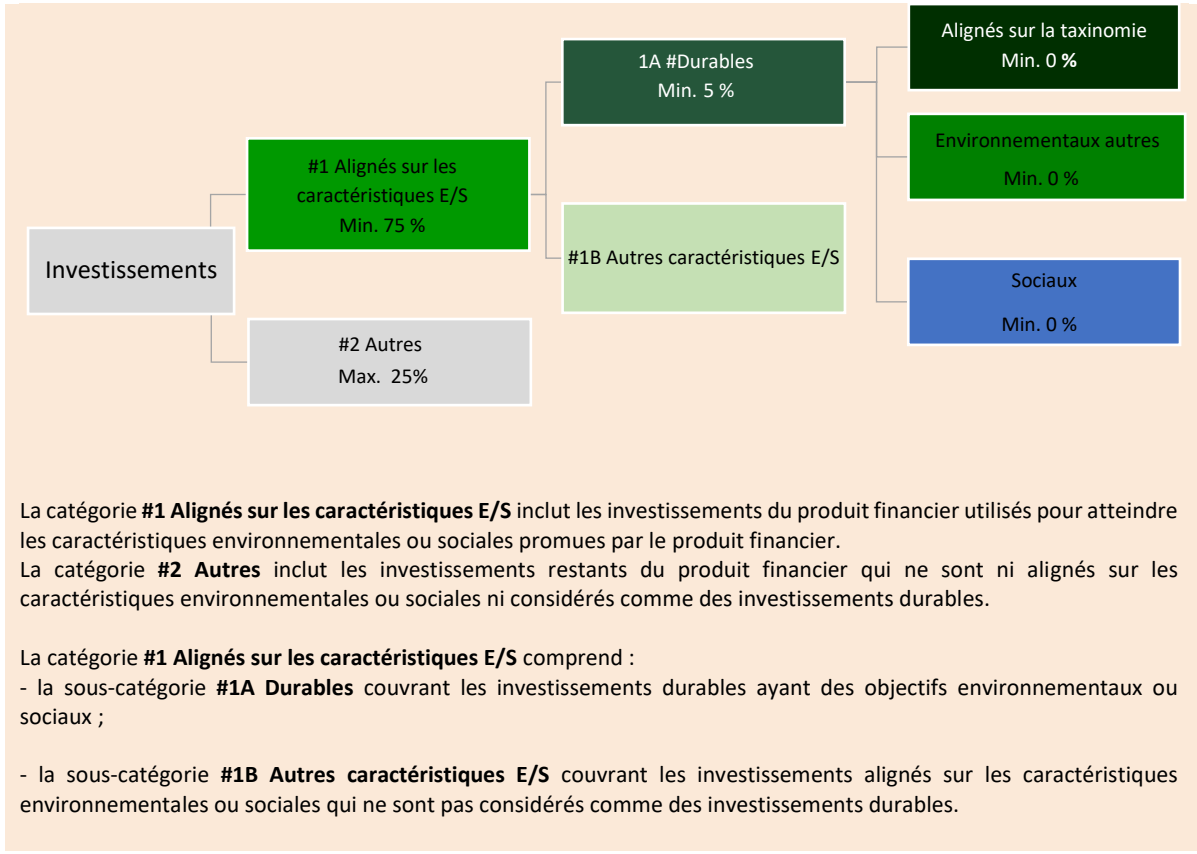 Investissements
#1 Alignés sur les
caractéristiques E/S
Min. 75 %
#2 Autres
Max. 25%
1A #Durables
Min. 5 %
#1B Autres caractéristiques E/S
Alignés sur la taxinomie
Min. 0 %
Environnementaux autres
Min. 0 %
Sociaux
Min. 0 %
La catégorie #1 Alignés sur les caractéristiques E/S inclut les investissements du produit financier utilisés pour atteindre
les caractéristiques environnementales ou sociales promues par le produit financier.
La catégorie #2 Autres inclut les investissements restants du produit financier qui ne sont ni alignés sur les
caractéristiques environnementales ou sociales ni considérés comme des investissements durables.
La catégorie #1 Alignés sur les caractéristiques E/S comprend :
- la sous-catégorie #1A Durables couvrant les investissements durables ayant des objectifs environnementaux ou
sociaux ;
- la sous-catégorie #1B Autres caractéristiques E/S couvrant les investissements alignés sur les caractéristiques
environnementales ou sociales qui ne sont pas considérés comme des investissements durables.